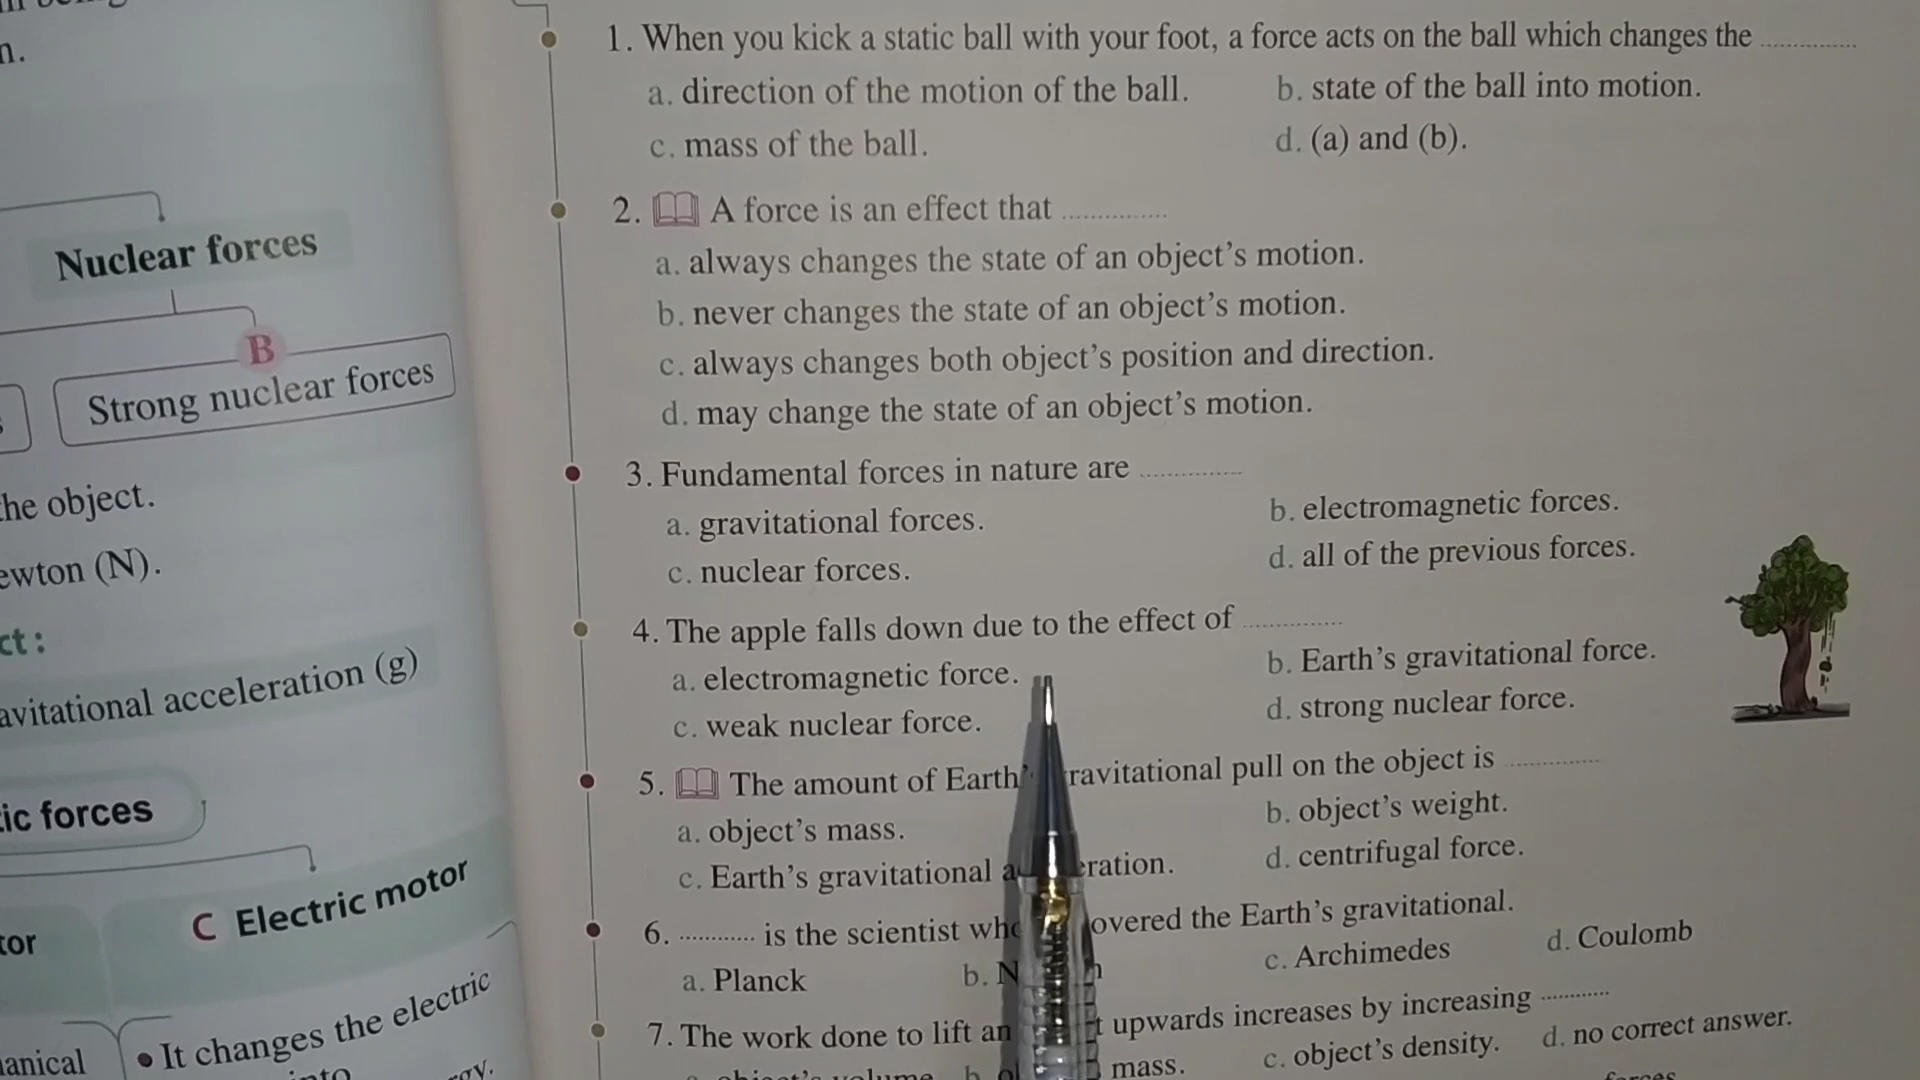 n.
Nuclear forces
B
Strong nuclear forces
the object.
ewton (N).
ct :
avitational acceleration (g)
ic forces
tor
C Electric motor
anical
• It changes the electric
into
rgy.
1. When you kick a static ball with your foot, a force acts on the ball which changes the ..............
a. direction of the motion of the ball. b. state of the ball into motion.
c. mass of the ball. d. (a) and (b).
2. A force is an effect that ..............
a. always changes the state of an object's motion.
b. never changes the state of an object's motion.
c. always changes both object's position and direction.
d. may change the state of an object's motion.
3. Fundamental forces in nature are ..............
a. gravitational forces. b. electromagnetic forces.
c. nuclear forces. d. all of the previous forces.
4. The apple falls down due to the effect of ..............
a. electromagnetic force. b. Earth's gravitational force.
c. weak nuclear force. d. strong nuclear force.
5. The amount of Earth' ravitational pull on the object is ..............
a. object's mass. b. object's weight.
c. Earth's gravitational a eration. d. centrifugal force.
6. ............ is the scientist who overed the Earth's gravitational.
a. Planck b. N n c. Archimedes d. Coulomb
7. The work done to lift an t upwards increases by increasing ............
object's volume. b mass. c. object's density. d. no correct answer.
forces